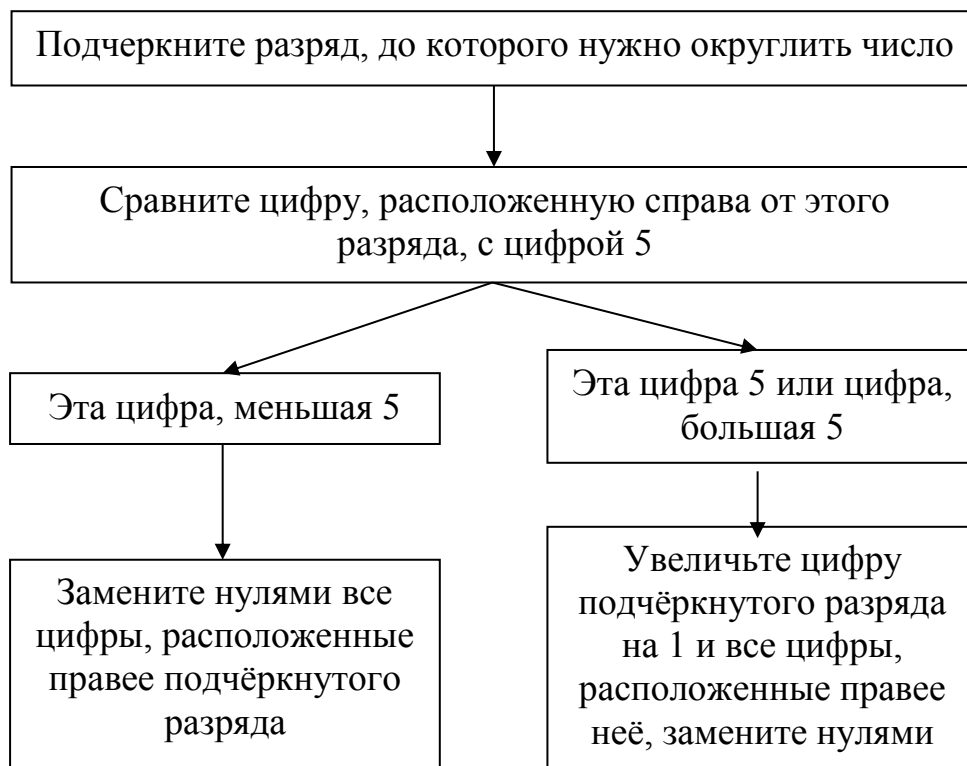 Подчеркните разряд, до которого нужно округлить число
Сравните цифру, расположенную справа от этого
разряда, с цифрой 5
Эта цифра, меньшая 5
Эта цифра 5 или цифра,
большая 5
Замените нулями все
цифры, расположенные
правее подчёркнутого
разряда
Увеличьте цифру
подчёркнутого разряда
на 1 и все цифры,
расположенные правее
неё, замените нулями